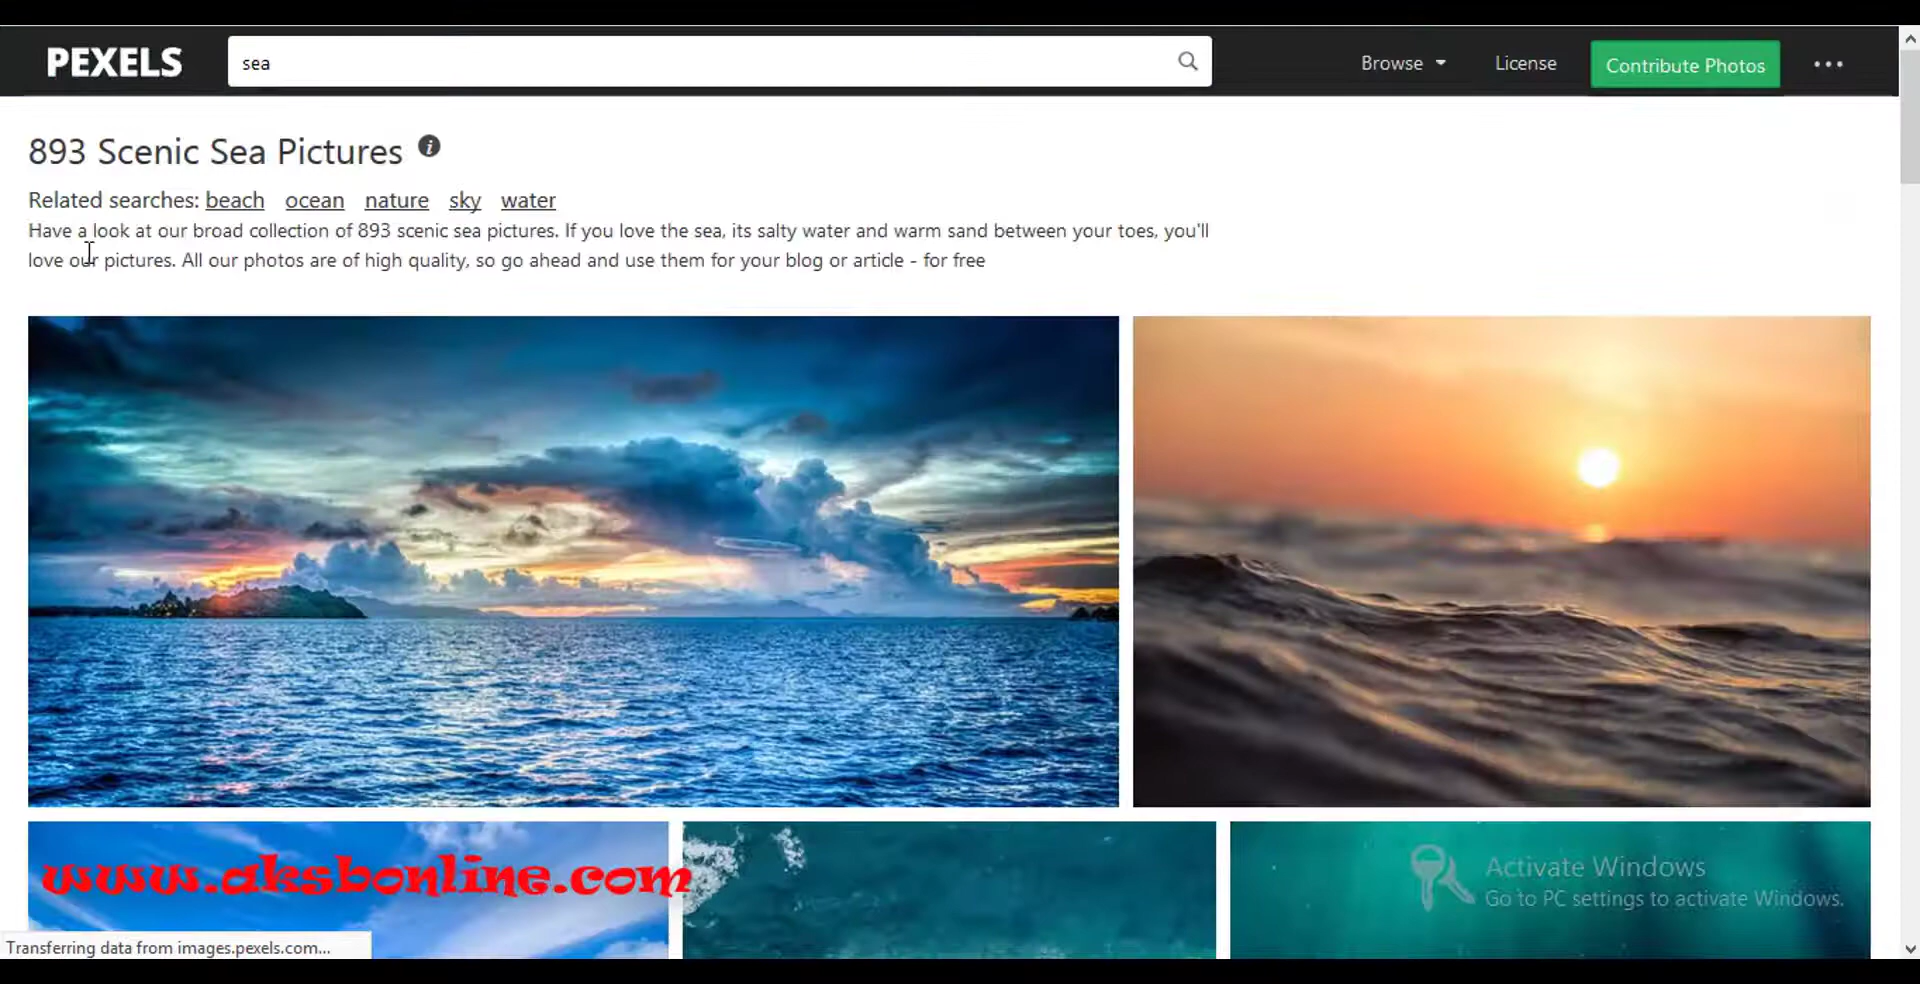 PEXELS
sea
Browse
License
Contribute Photos
893 Scenic Sea Pictures
Related searches: beach ocean nature sky water
Have a look at our broad collection of 893 scenic sea pictures. If you love the sea, its salty water and warm sand between your toes, you'll
love our pictures. All our photos are of high quality, so go ahead and use them for your blog or article - for free
www.aksbonline.com
Activate Windows
Go to PC settings to activate Windows.
Transferring data from images.pexels.com...